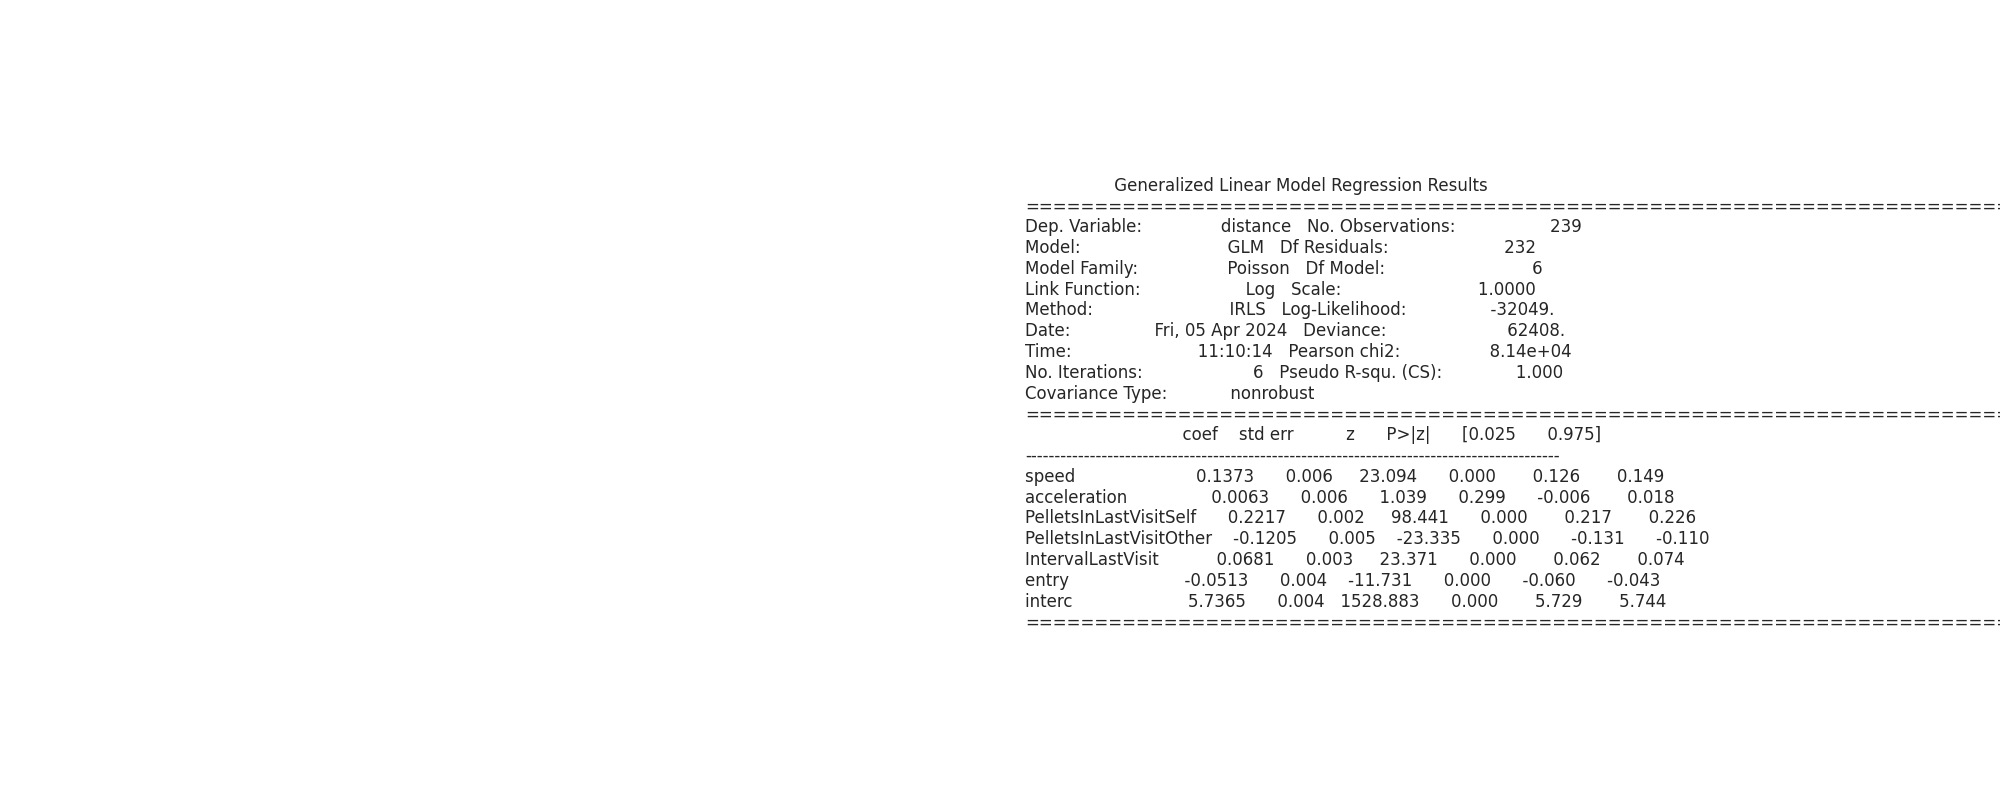 Generalized Linear Model Regression Results
==============================================================================
Dep. Variable: distance No. Observations: 239
Model: GLM Df Residuals: 232
Model Family: Poisson Df Model: 6
Link Function: Log Scale: 1.0000
Method: IRLS Log-Likelihood: -32049.
Date: Fri, 05 Apr 2024 Deviance: 62408.
Time: 11:10:14 Pearson chi2: 8.14e+04
No. Iterations: 6 Pseudo R-squ. (CS): 1.000
Covariance Type: nonrobust
==============================================================================
coef std err z P>|z| [0.025 0.975]
-----------------------------------------------------------------------------------------
speed 0.1373 0.006 23.094 0.000 0.126 0.149
acceleration 0.0063 0.006 1.039 0.299 -0.006 0.018
PelletsInLastVisitSelf 0.2217 0.002 98.441 0.000 0.217 0.226
PelletsInLastVisitOther -0.1205 0.005 -23.335 0.000 -0.131 -0.110
IntervalLastVisit 0.0681 0.003 23.371 0.000 0.062 0.074
entry -0.0513 0.004 -11.731 0.000 -0.060 -0.043
interc 5.7365 0.004 1528.883 0.000 5.729 5.744
==============================================================================